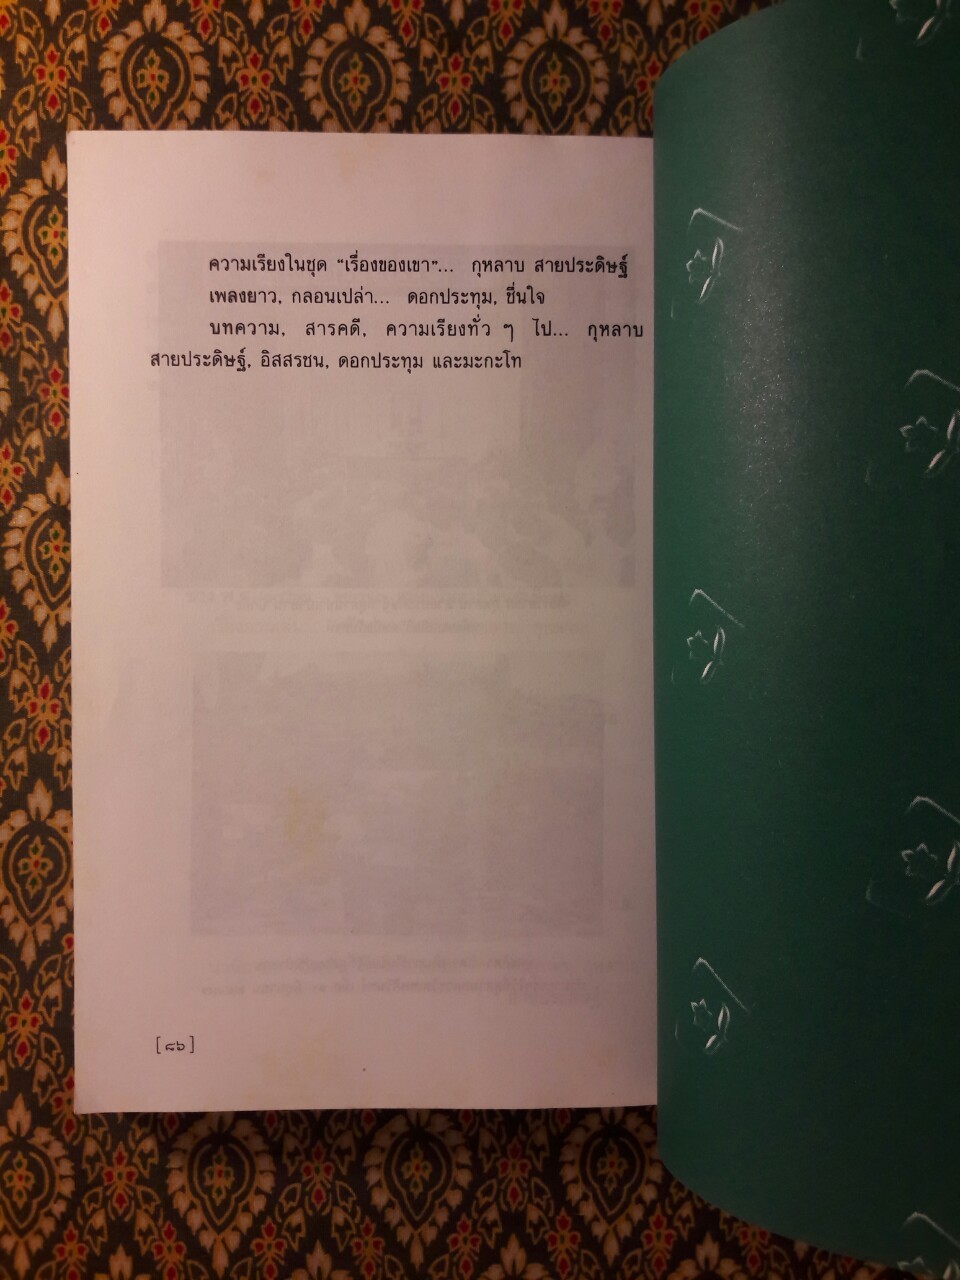 ความเรียงในชุด “เรื่องของเขา”... กุหลาบ สายประดิษฐ์
เพลงยาว, กลอนเปล่า... ดอกประทุม, ชื่นใจ
บทความ, สารคดี, ความเรียงทั่ว ๆ ไป... กุหลาบ
สายประดิษฐ์, อิสสรชน, ดอกประทุม และมะกะโท
[๘๖]